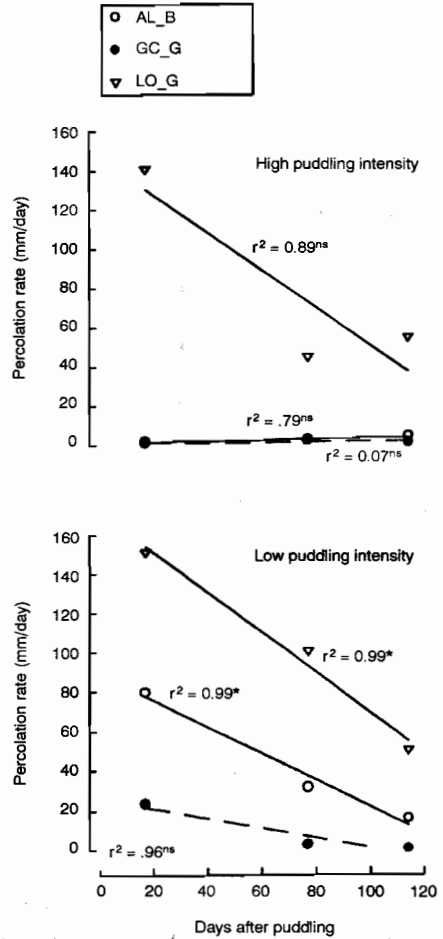 AL_B
GC_G
LO_G
160
140
120
100
80
60
40
20
0
Percolation rate (mm/day)
High puddling intensity
r² = 0.89ⁿˢ
r² = .79ⁿˢ
r² = 0.07ⁿˢ
160
140
120
100
80
60
40
20
0
Percolation rate (mm/day)
Low puddling intensity
r² = 0.99*
r² = 0.99*
r² = .96ⁿˢ
0 20 40 60 80 100 120
Days after puddling